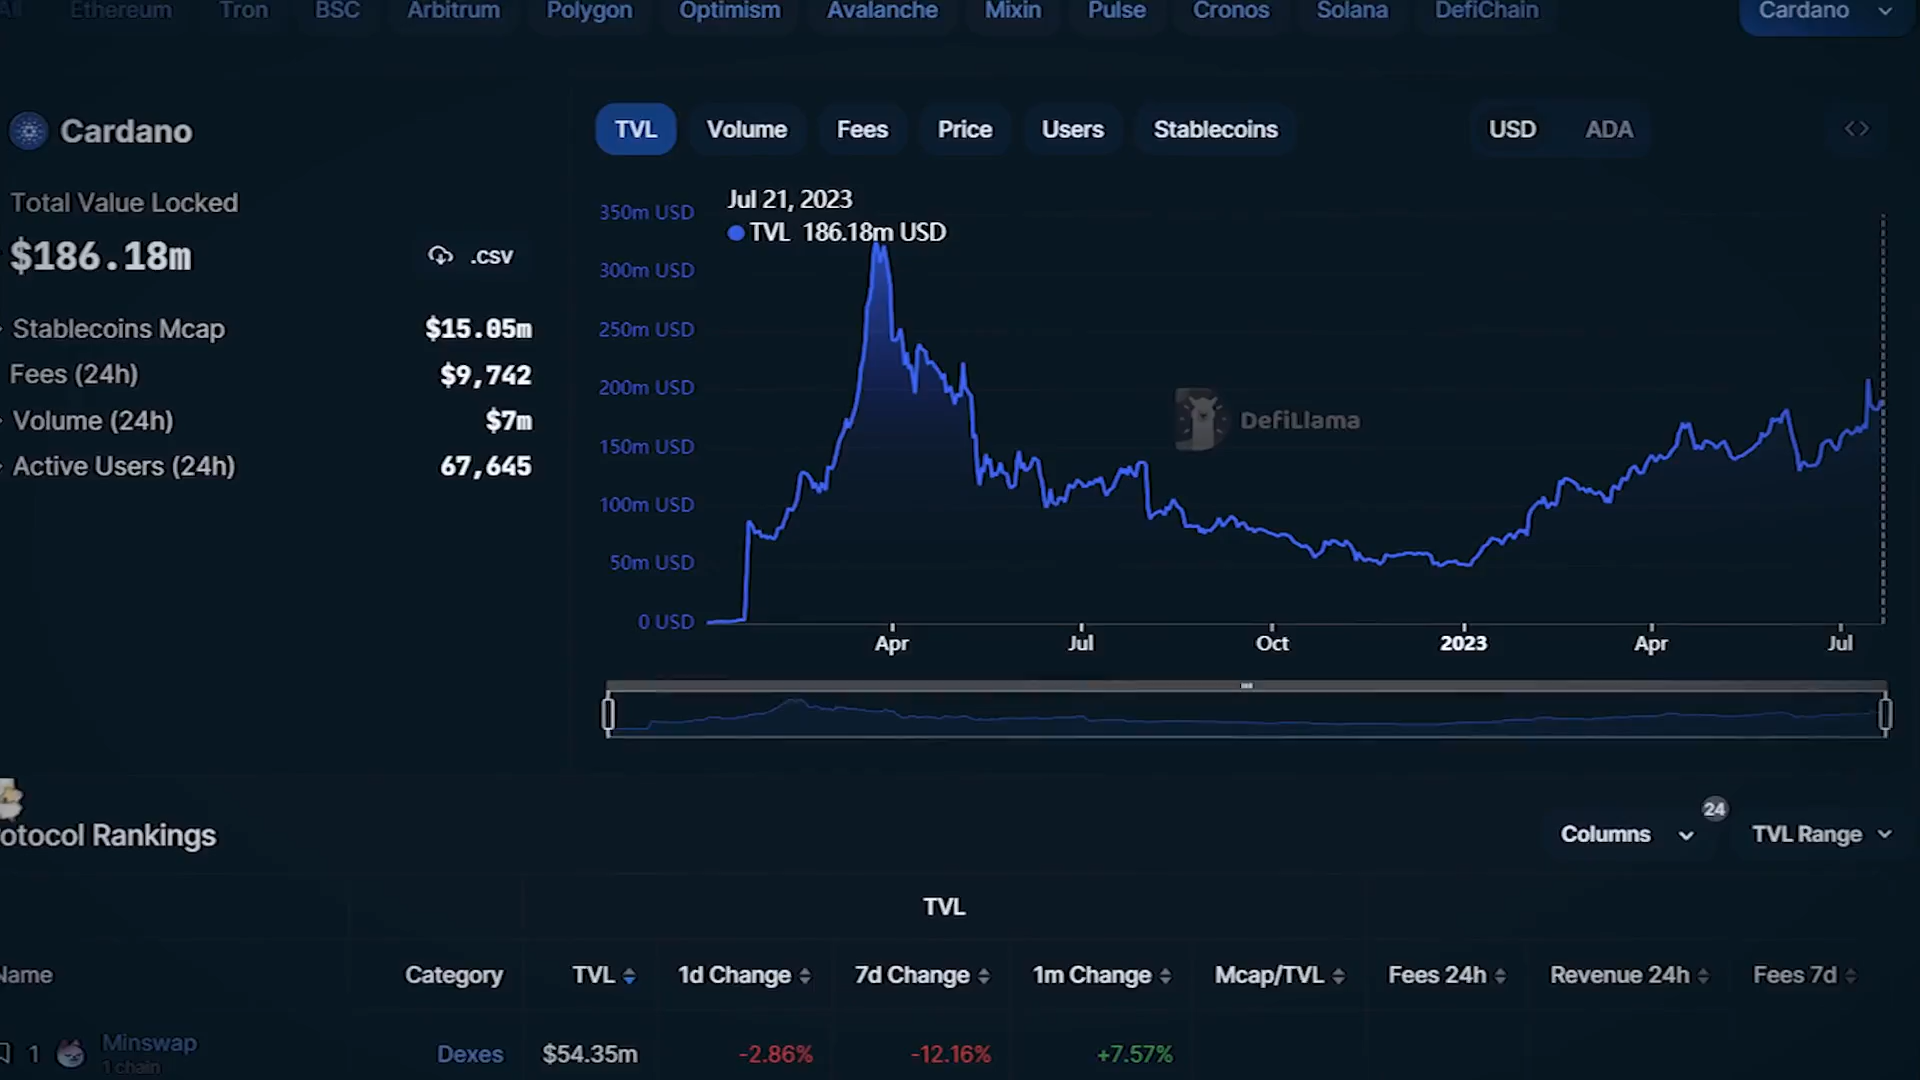 All Ethereum Tron BSC Arbitrum Polygon Optimism Avalanche Mixin Pulse Cronos Solana DefiChain Cardano
Cardano
TVL Volume Fees Price Users Stablecoins USD ADA
Total Value Locked
$186.18m
.csv
Stablecoins Mcap $15.05m
Fees (24h) $9,742
Volume (24h) $7m
Active Users (24h) 67,645
Jul 21, 2023
TVL 186.18m USD
350m USD
300m USD
250m USD
200m USD
150m USD
100m USD
50m USD
0 USD
DefiLlama
Apr Jul Oct 2023 Apr Jul
otocol Rankings
Columns 24 TVL Range
TVL
Name Category TVL 1d Change 7d Change 1m Change Mcap/TVL Fees 24h Revenue 24h Fees 7d
1 Minswap Dexes $54.35m -2.86% -12.16% +7.57%
1 chain